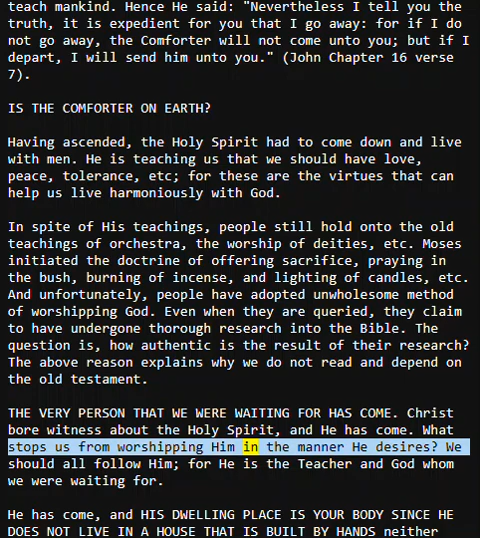 teach mankind. Hence He said: "Nevertheless I tell you the
truth, it is expedient for you that I go away: for if I do
not go away, the Comforter will not come unto you; but if I
depart, I will send him unto you." (John Chapter 16 verse
7).
IS THE COMFORTER ON EARTH?
Having ascended, the Holy Spirit had to come down and live
with men. He is teaching us that we should have love,
peace, tolerance, etc; for these are the virtues that can
help us live harmoniously with God.
In spite of His teachings, people still hold onto the old
teachings of orchestra, the worship of deities, etc. Moses
initiated the doctrine of offering sacrifice, praying in
the bush, burning of incense, and lighting of candles, etc.
And unfortunately, people have adopted unwholesome method
of worshipping God. Even when they are queried, they claim
to have undergone thorough research into the Bible. The
question is, how authentic is the result of their research?
The above reason explains why we do not read and depend on
the old testament.
THE VERY PERSON THAT WE WERE WAITING FOR HAS COME. Christ
bore witness about the Holy Spirit, and He has come. What
stops us from worshipping Him in the manner He desires? We
should all follow Him; for He is the Teacher and God whom
we were waiting for.
He has come, and HIS DWELLING PLACE IS YOUR BODY SINCE HE
DOES NOT LIVE IN A HOUSE THAT IS BUILT BY HANDS neither